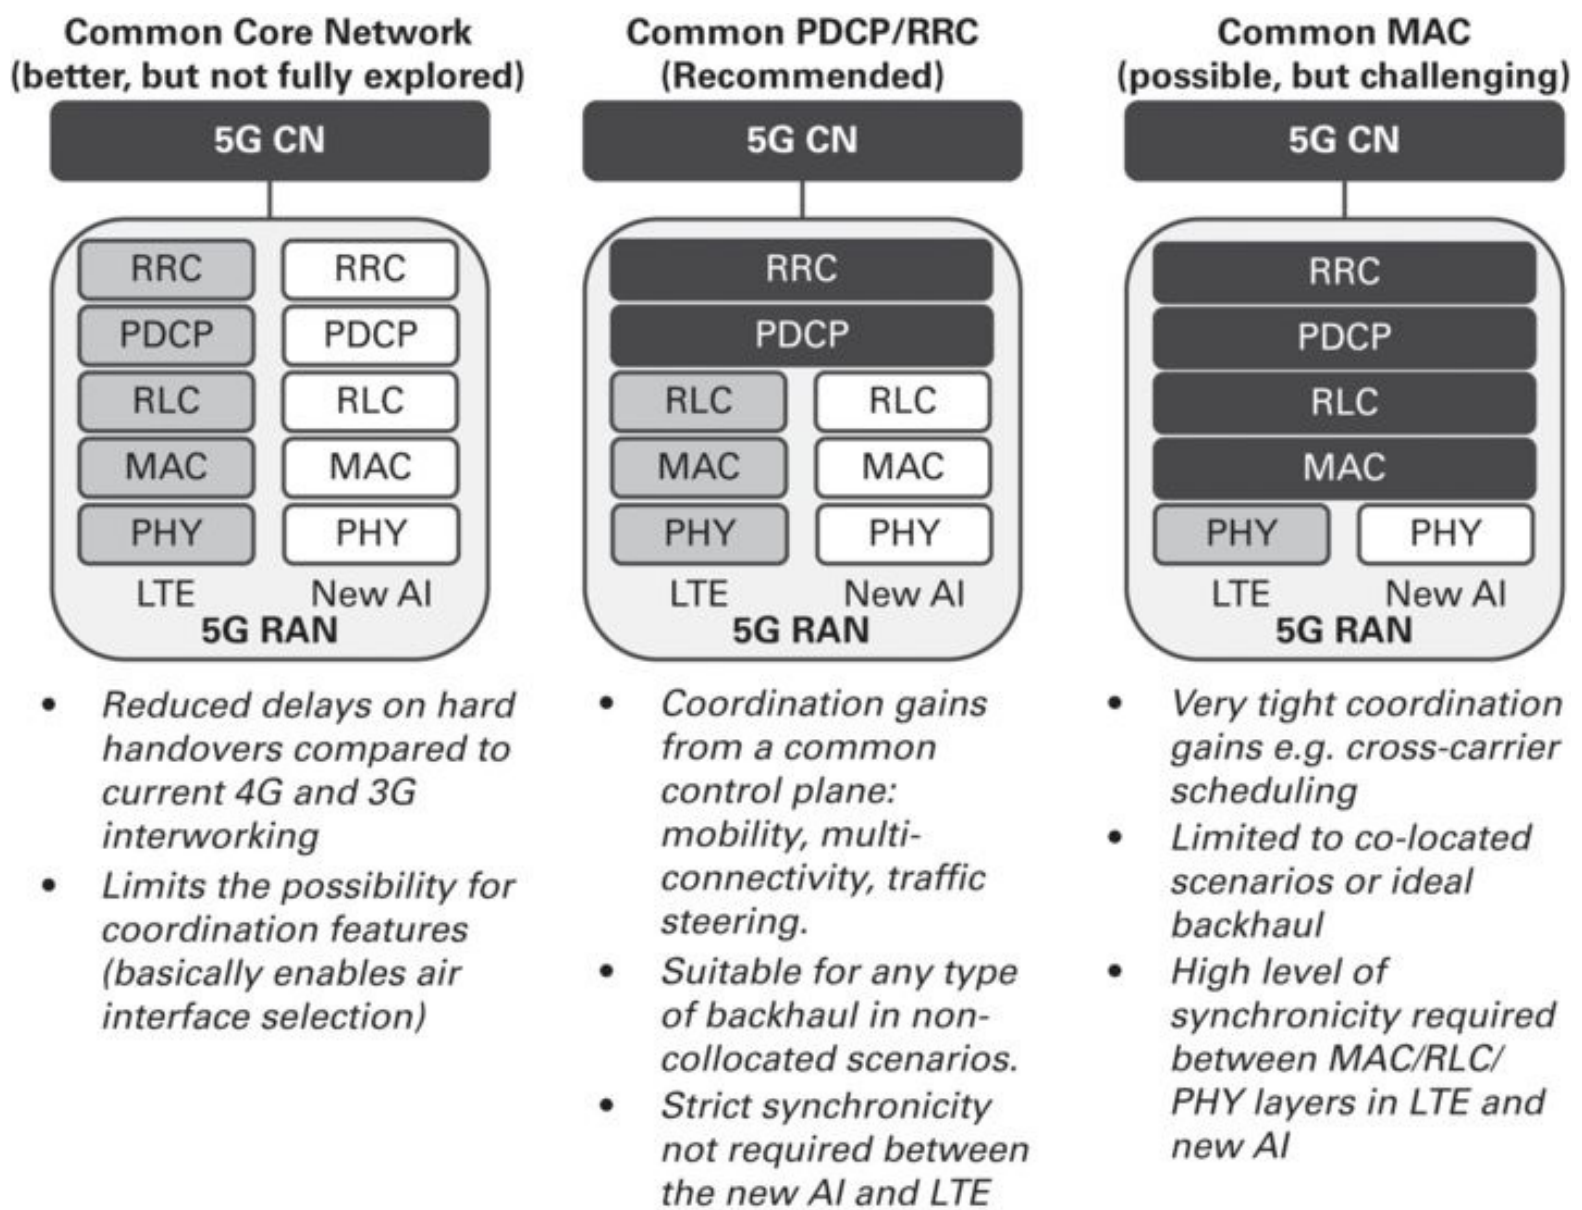 Common Core Network
(better, but not fully explored)
5G CN
RRC
RRC
PDCP
PDCP
RLC
RLC
MAC
MAC
PHY
PHY
LTE
New AI
5G RAN
• Reduced delays on hard
handovers compared to
current 4G and 3G
interworking
• Limits the possibility for
coordination features
(basically enables air
interface selection)
Common PDCP/RRC
(Recommended)
5G CN
RRC
PDCP
RLC
RLC
MAC
MAC
PHY
PHY
LTE
New AI
5G RAN
• Coordination gains
from a common
control plane:
mobility, multi-
connectivity, traffic
steering.
• Suitable for any type
of backhaul in non-
collocated scenarios.
• Strict synchronicity
not required between
the new AI and LTE
Common MAC
(possible, but challenging)
5G CN
RRC
PDCP
RLC
MAC
PHY
PHY
LTE
New AI
5G RAN
• Very tight coordination
gains e.g. cross-carrier
scheduling
• Limited to co-located
scenarios or ideal
backhaul
• High level of
synchronicity required
between MAC/RLC/
PHY layers in LTE and
new AI